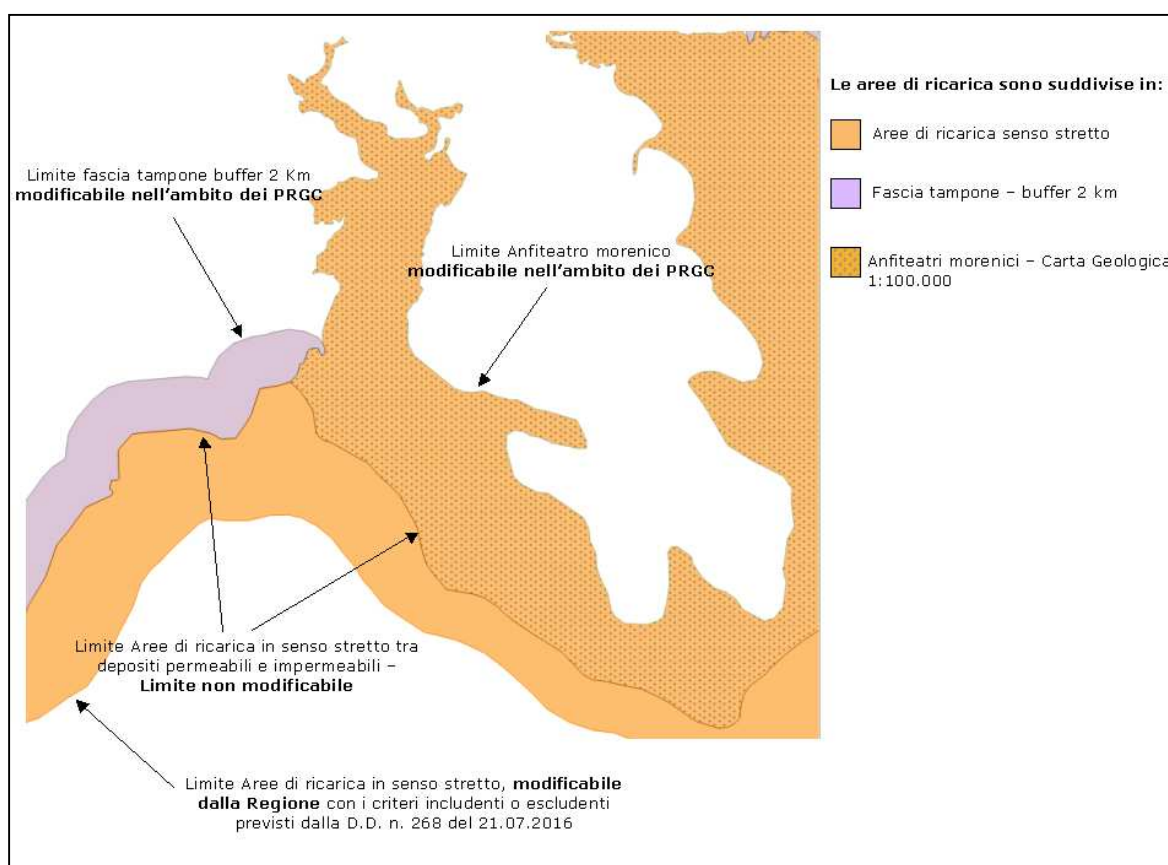 Le aree di ricarica sono suddivise in:
Aree di ricarica senso stretto
Fascia tampone – buffer 2 km
Anfiteatri morenici – Carta Geologica
1:100.000
Limite fascia tampone buffer 2 Km
modificabile nell'ambito dei PRGC
Limite Anfiteatro morenico
modificabile nell'ambito dei PRGC
Limite Aree di ricarica in senso stretto tra
depositi permeabili e impermeabili –
Limite non modificabile
Limite Aree di ricarica in senso stretto, modificabile
dalla Regione con i criteri includenti o escludenti
previsti dalla D.D. n. 268 del 21.07.2016